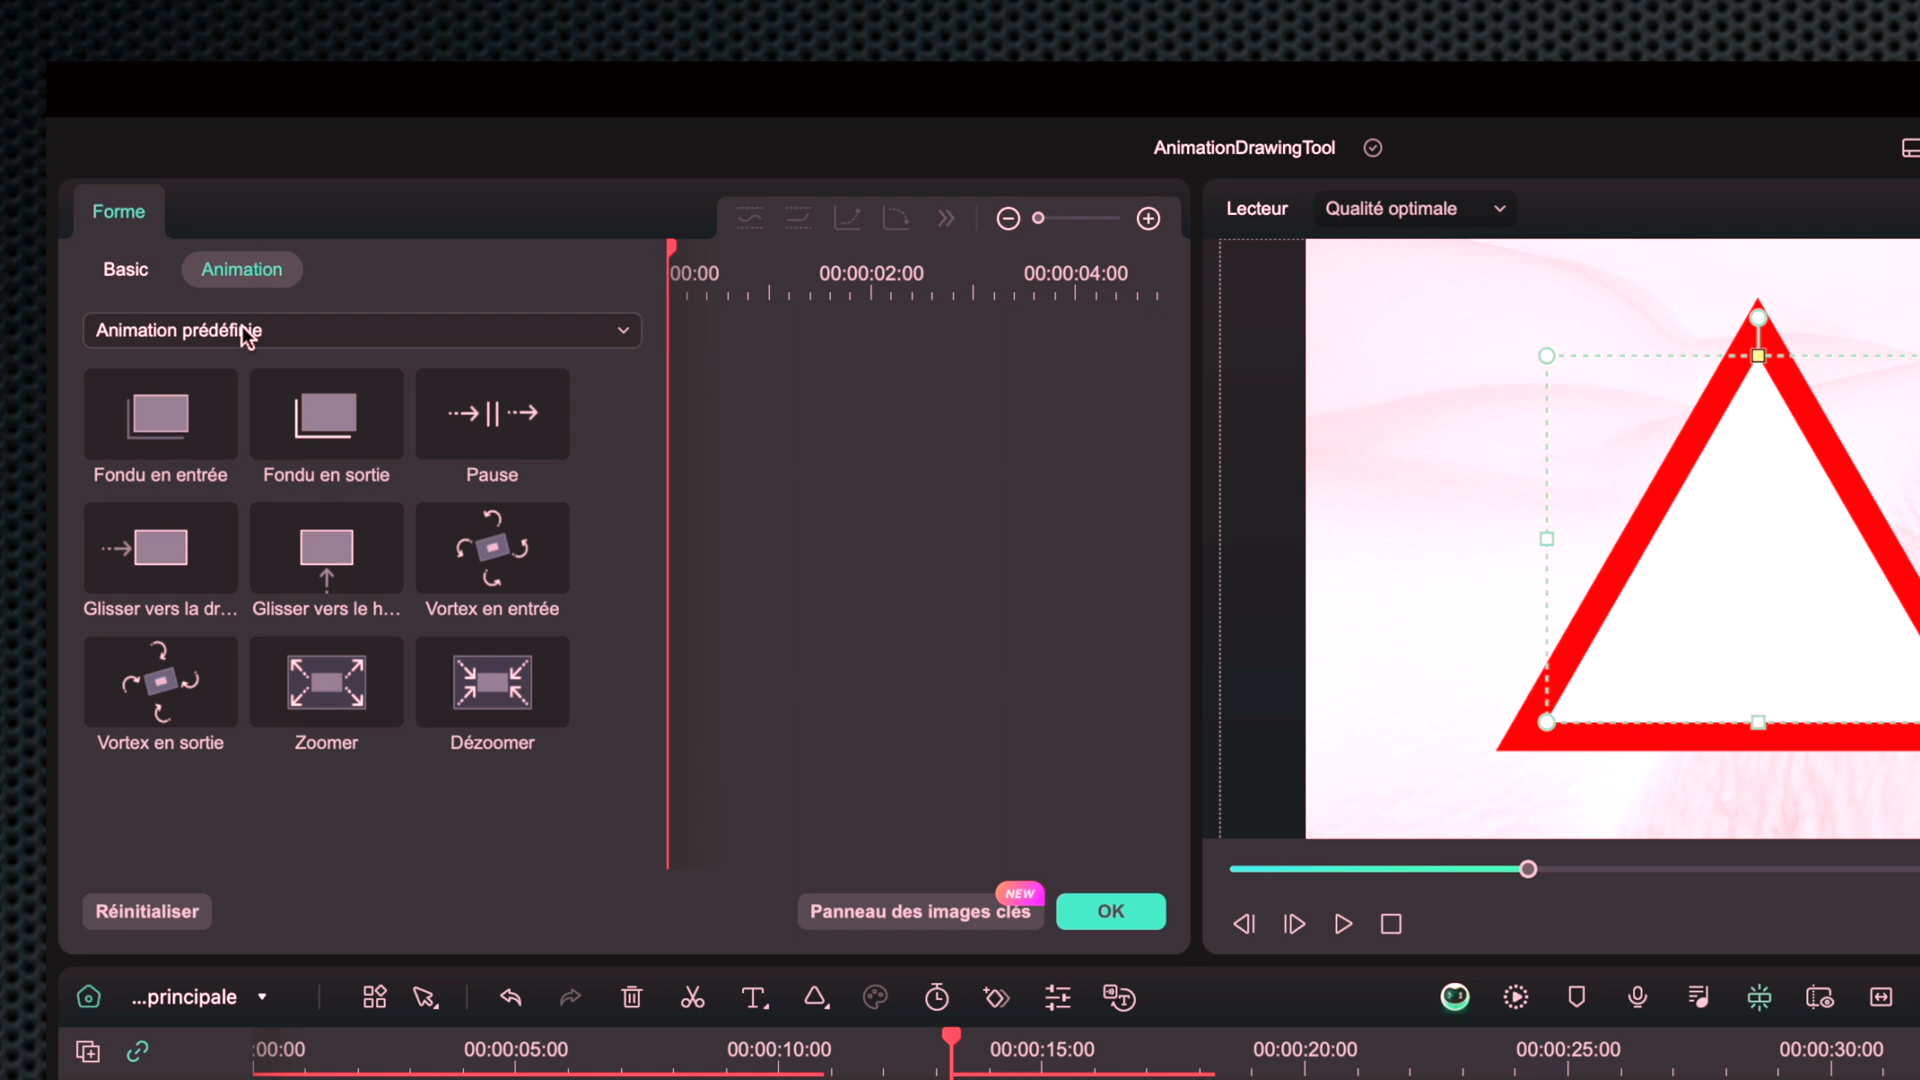 AnimationDrawingTool
Forme
Lecteur
Qualité optimale
Basic
Animation
00:00
00:00:02:00
00:00:04:00
Animation prédéfinie
Fondu en entrée
Fondu en sortie
Pause
Glisser vers la dr...
Glisser vers le h...
Vortex en entrée
Vortex en sortie
Zoomer
Dézoomer
Réinitialiser
Panneau des images clés
NEW
OK
...principale
:00:00
00:00:05:00
00:00:10:00
00:00:15:00
00:00:20:00
00:00:25:00
00:00:30:00